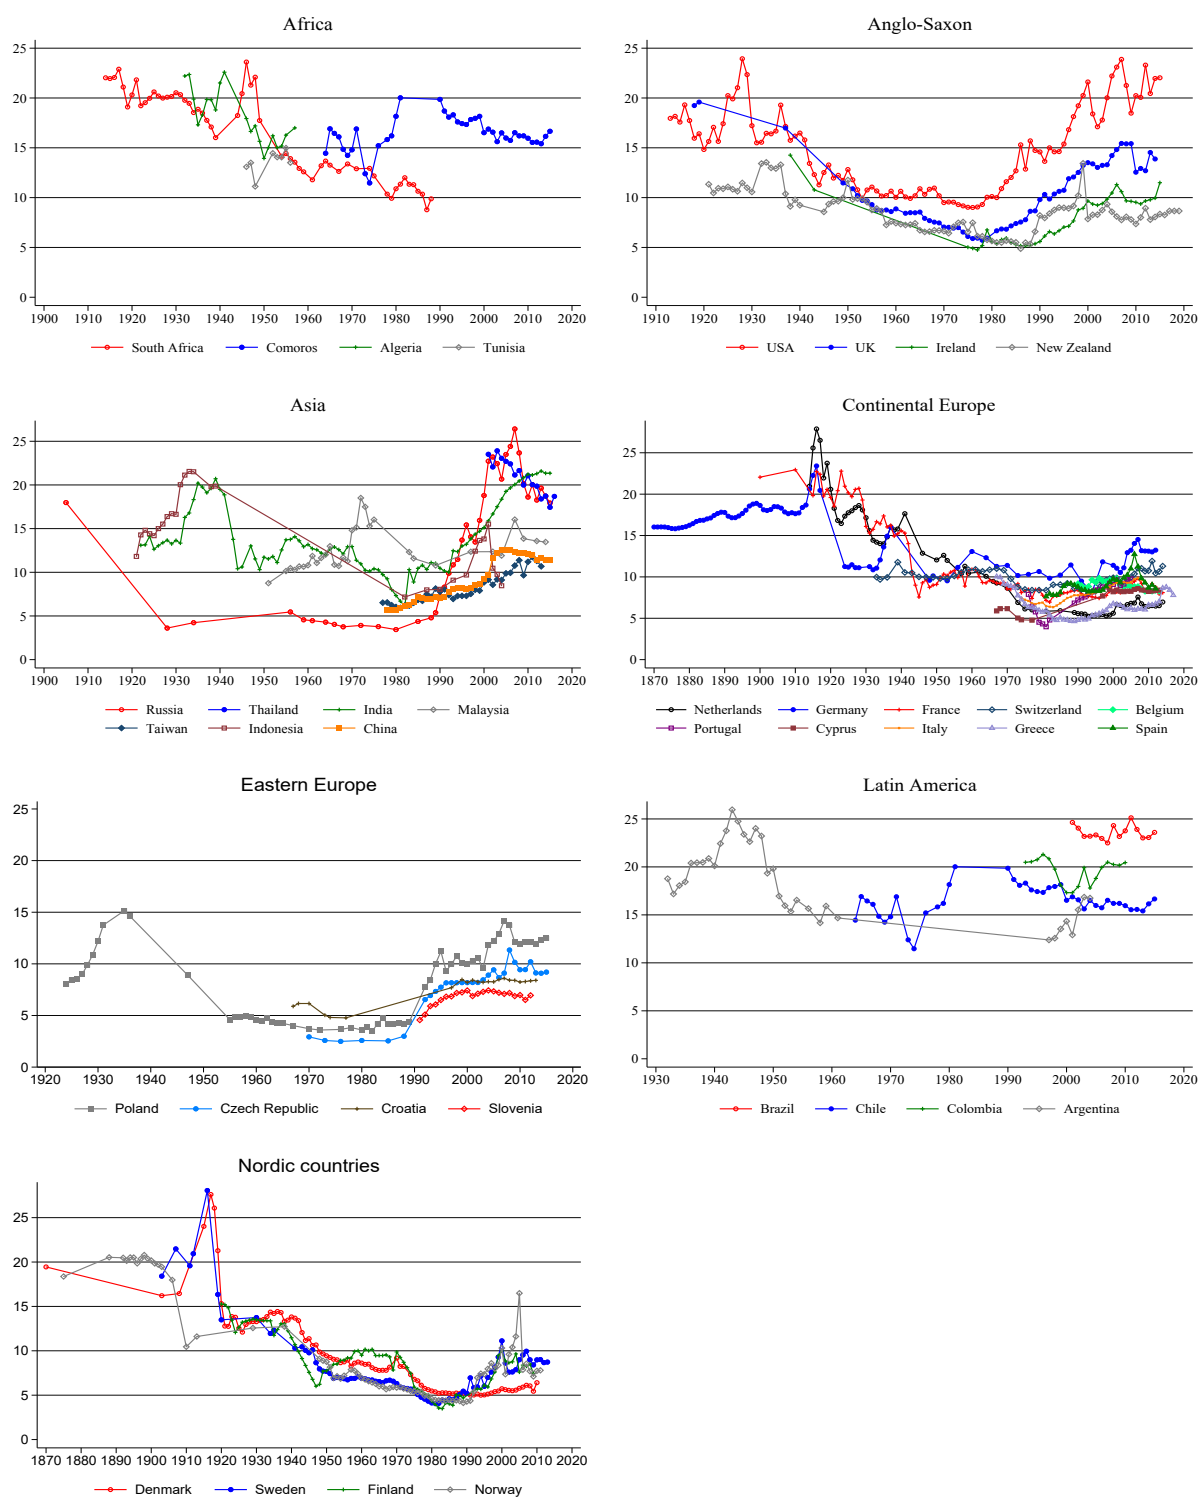 Africa
25
20
15
10
5
0
1900 1910 1920 1930 1940 1950 1960 1970 1980 1990 2000 2010 2020
South Africa Comoros Algeria Tunisia
Anglo-Saxon
25
20
15
10
5
0
1910 1920 1930 1940 1950 1960 1970 1980 1990 2000 2010 2020
USA UK Ireland New Zealand
Asia
25
20
15
10
5
0
1900 1910 1920 1930 1940 1950 1960 1970 1980 1990 2000 2010 2020
Russia Thailand India Malaysia
Taiwan Indonesia China
Continental Europe
25
20
15
10
5
0
1870 1880 1890 1900 1910 1920 1930 1940 1950 1960 1970 1980 1990 2000 2010 2020
Netherlands Germany France Switzerland Belgium
Portugal Cyprus Italy Greece Spain
Eastern Europe
25
20
15
10
5
0
1920 1930 1940 1950 1960 1970 1980 1990 2000 2010 2020
Poland Czech Republic Croatia Slovenia
Latin America
25
20
15
10
5
0
1930 1940 1950 1960 1970 1980 1990 2000 2010 2020
Brazil Chile Colombia Argentina
Nordic countries
25
20
15
10
5
0
1870 1880 1890 1900 1910 1920 1930 1940 1950 1960 1970 1980 1990 2000 2010 2020
Denmark Sweden Finland Norway